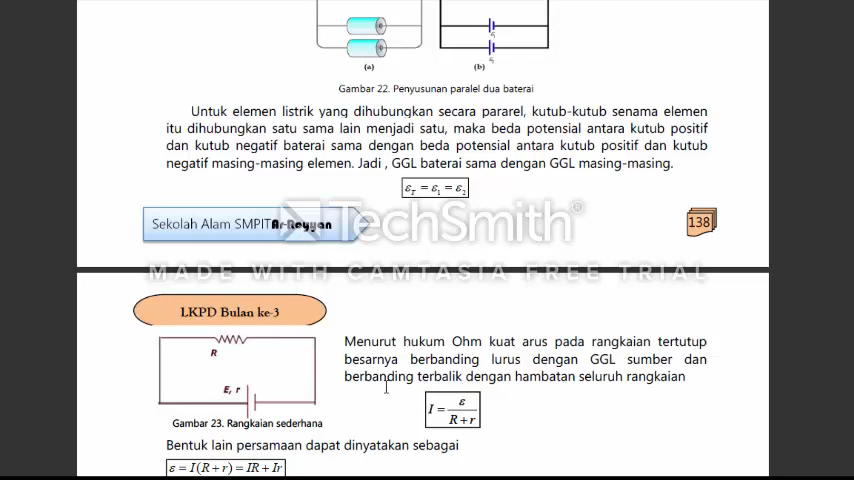 (a)
(b)
Gambar 22. Penyusunan paralel dua baterai
Untuk elemen listrik yang dihubungkan secara pararel, kutub-kutub senama elemen
itu dihubungkan satu sama lain menjadi satu, maka beda potensial antara kutub positif
dan kutub negatif baterai sama dengan beda potensial antara kutub positif dan kutub
negatif masing-masing elemen. Jadi , GGL baterai sama dengan GGL masing-masing.
ε_T = ε_1 = ε_2
Sekolah Alam SMPIT Ar-Royyan
138
TechSmith®
MADE WITH CAMTASIA FREE TRIAL
LKPD Bulan ke-3
R
E, r
Gambar 23. Rangkaian sederhana
Menurut hukum Ohm kuat arus pada rangkaian tertutup
besarnya berbanding lurus dengan GGL sumber dan
berbanding terbalik dengan hambatan seluruh rangkaian
I = ε / (R + r)
Bentuk lain persamaan dapat dinyatakan sebagai
ε = I(R + r) = IR + Ir